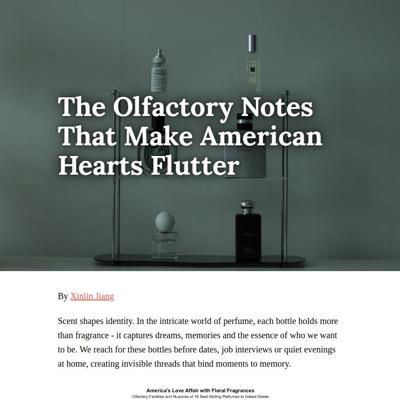 The Olfactory Notes
That Make American
Hearts Flutter
By Xinlin Jiang
Scent shapes identity. In the intricate world of perfume, each bottle holds more
than fragrance - it captures dreams, memories and the essence of who we want
to be. We reach for these bottles before dates, job interviews or quiet evenings
at home, creating invisible threads that bind moments to memory.
America's Love Affair with Floral Fragrances
Olfactory Families and Nuances of 16 Best-Selling Perfumes in United States